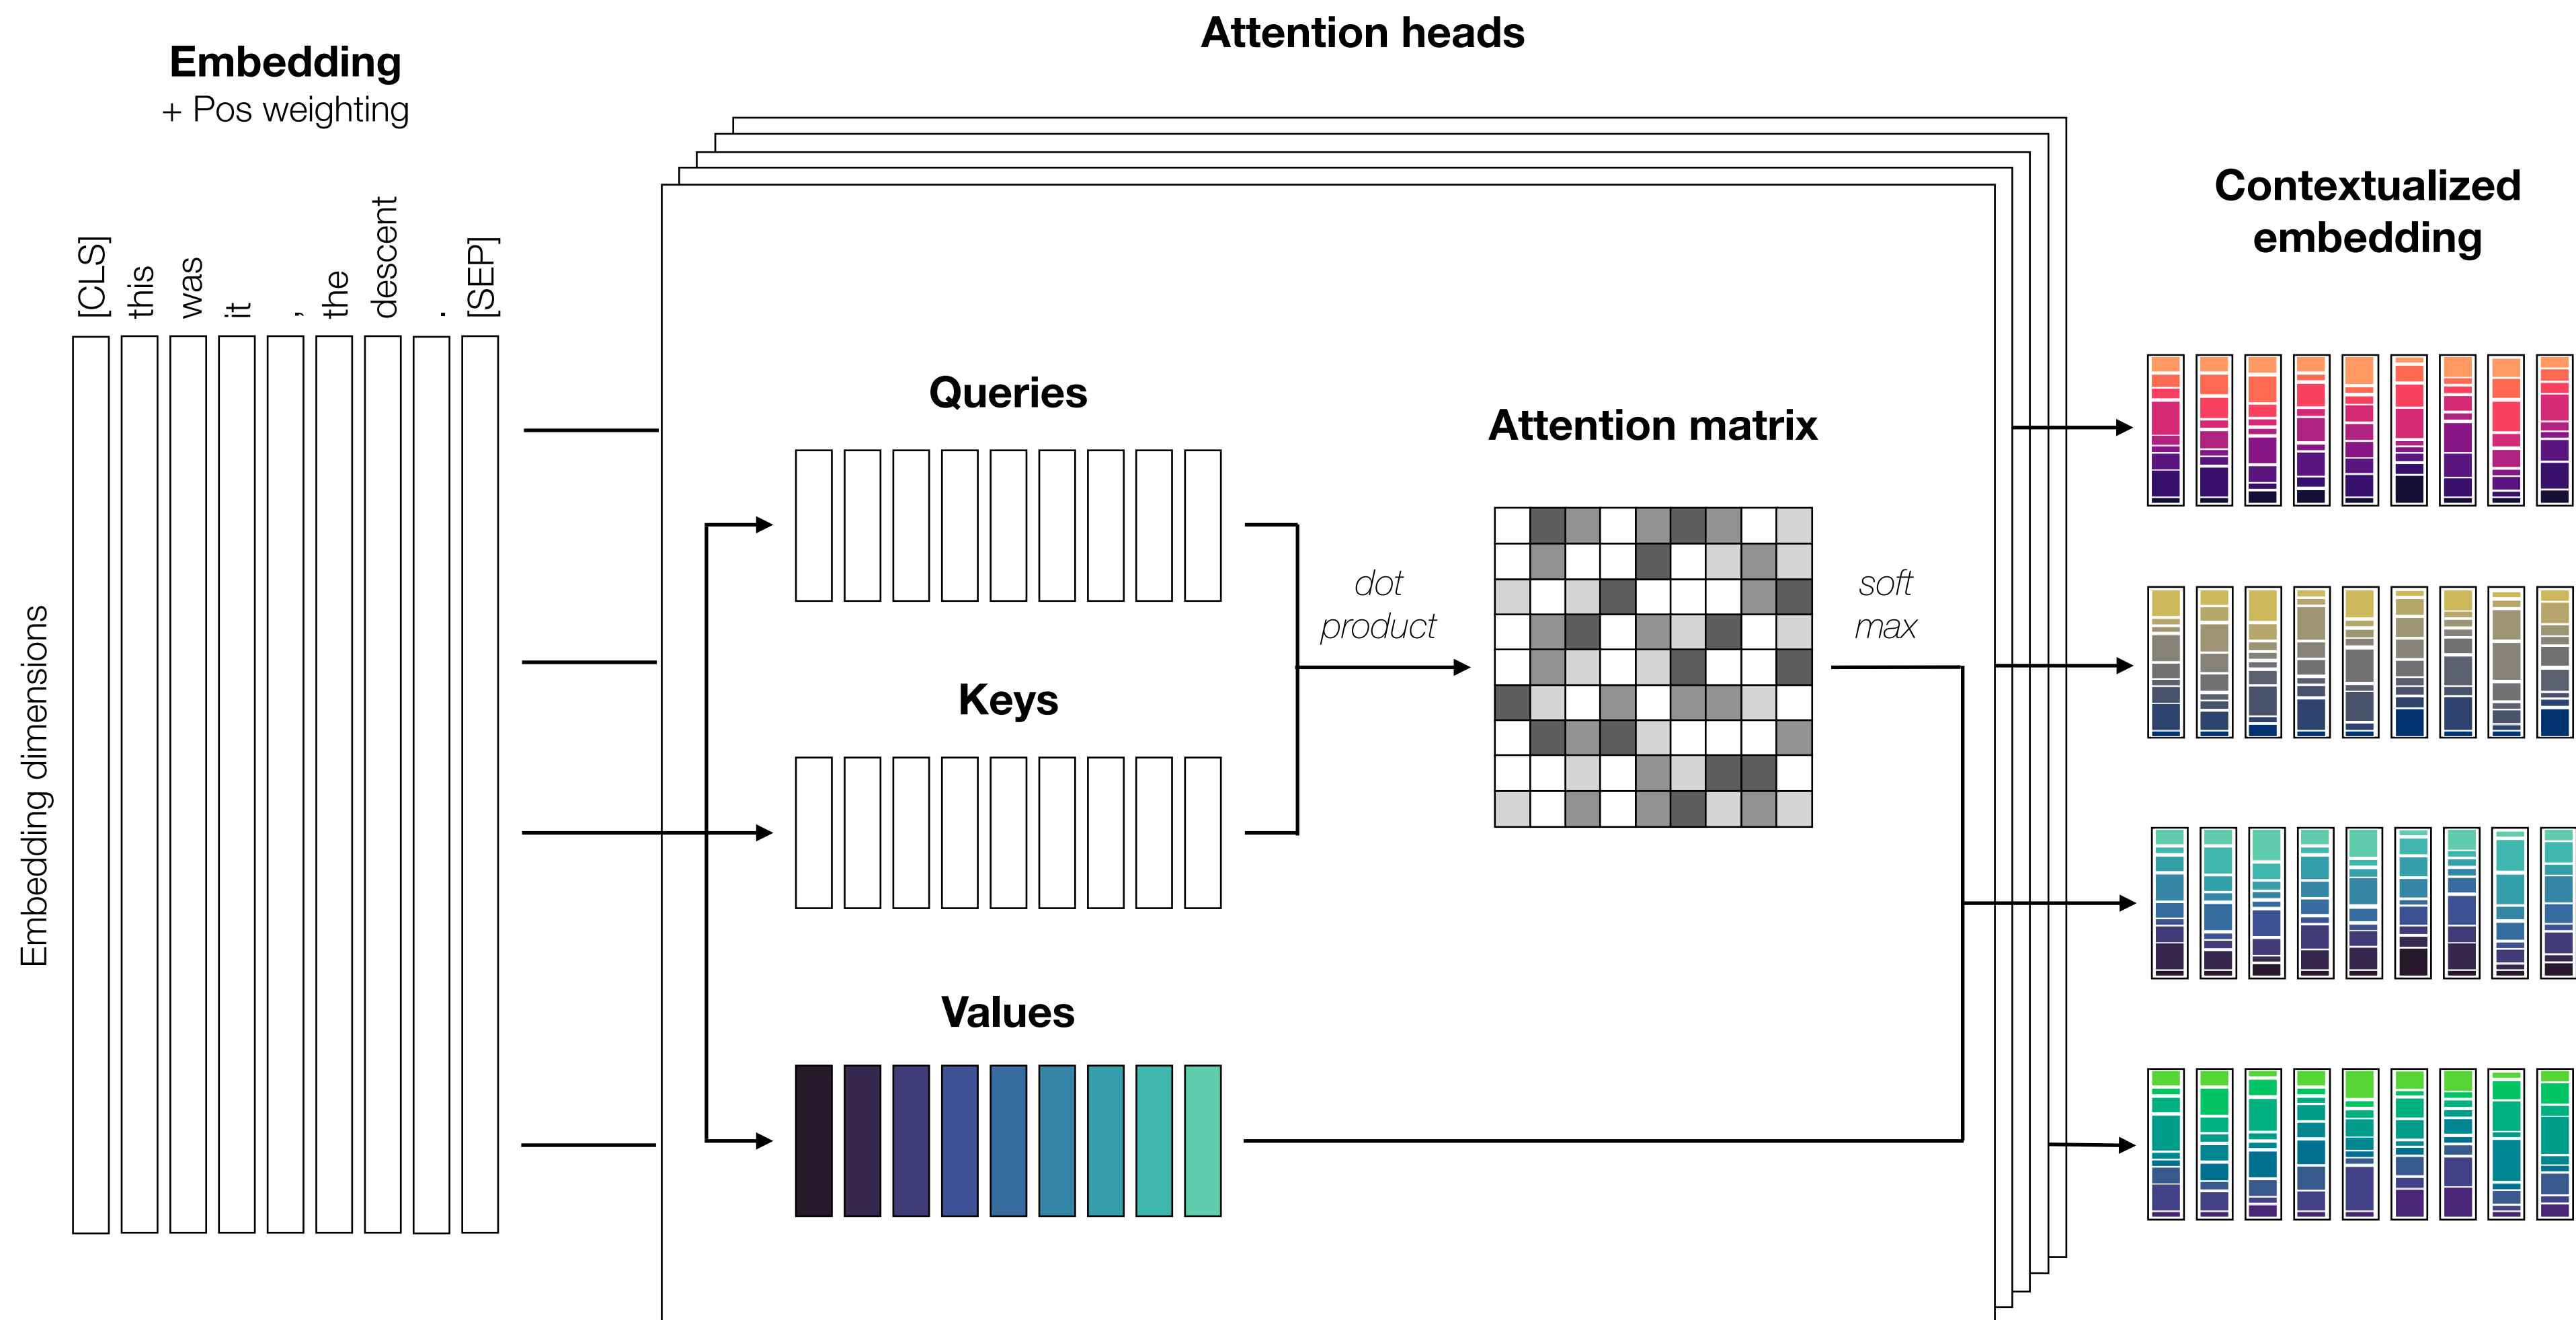 Attention heads
Embedding
+ Pos weighting
Contextualized
embedding
[CLS]
this
was
it
,
the
descent
.
[SEP]
Embedding dimensions
Queries
Keys
Values
dot
product
Attention matrix
soft
max